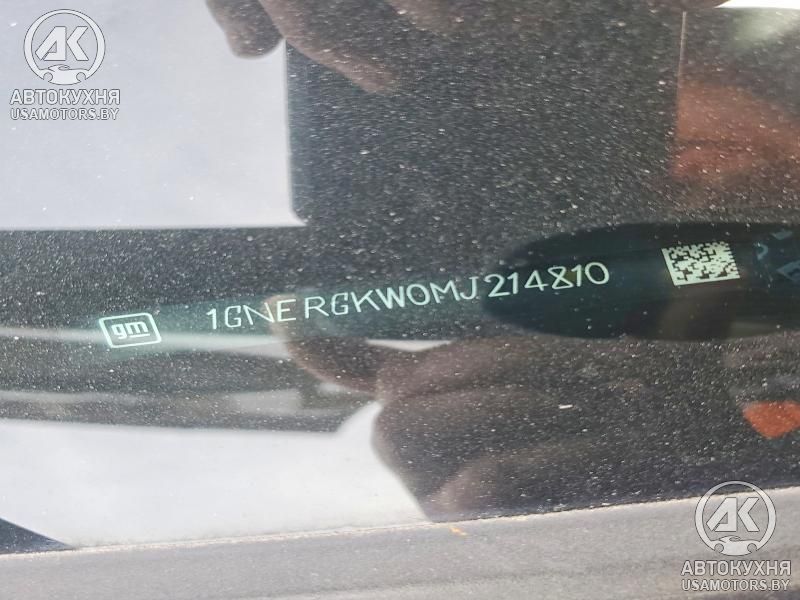 АК
АВТОКУХНЯ
USAMOTORS.BY
gm 1GNERGKW0MJ214810
АК
АВТОКУХНЯ
USAMOTORS.BY